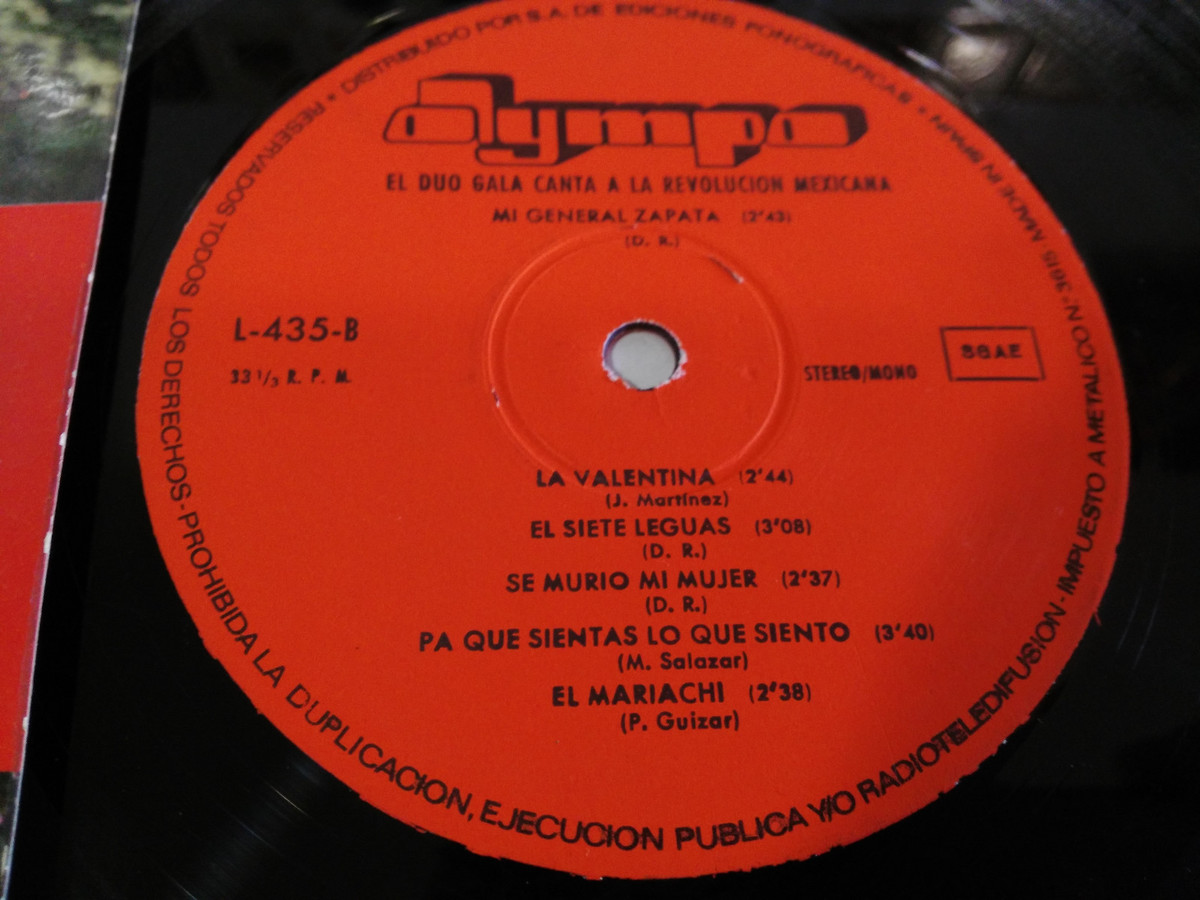 RESERVADOS TODOS LOS DERECHOS-PROHIBIDA LA DUPLICACION, EJECUCION PUBLICA Y/O RADIOTELEDIFUSION-IMPUESTO A METALICO Nº 3615-MADE IN SPAIN • DISTRIBUIDO POR S.A. DE EDICIONES FONOGRAFICAS •
Olympo
EL DUO GALA CANTA A LA REVOLUCION MEXICANA
MI GENERAL ZAPATA (2'43)
(D. R.)
L-435-B
33 1/3 R. P. M.
STEREO/MONO
SGAE
LA VALENTINA (2'44)
(J. Martínez)
EL SIETE LEGUAS (3'08)
(D. R.)
SE MURIO MI MUJER (2'37)
(D. R.)
PA QUE SIENTAS LO QUE SIENTO (3'40)
(M. Salazar)
EL MARIACHI (2'38)
(P. Guizar)